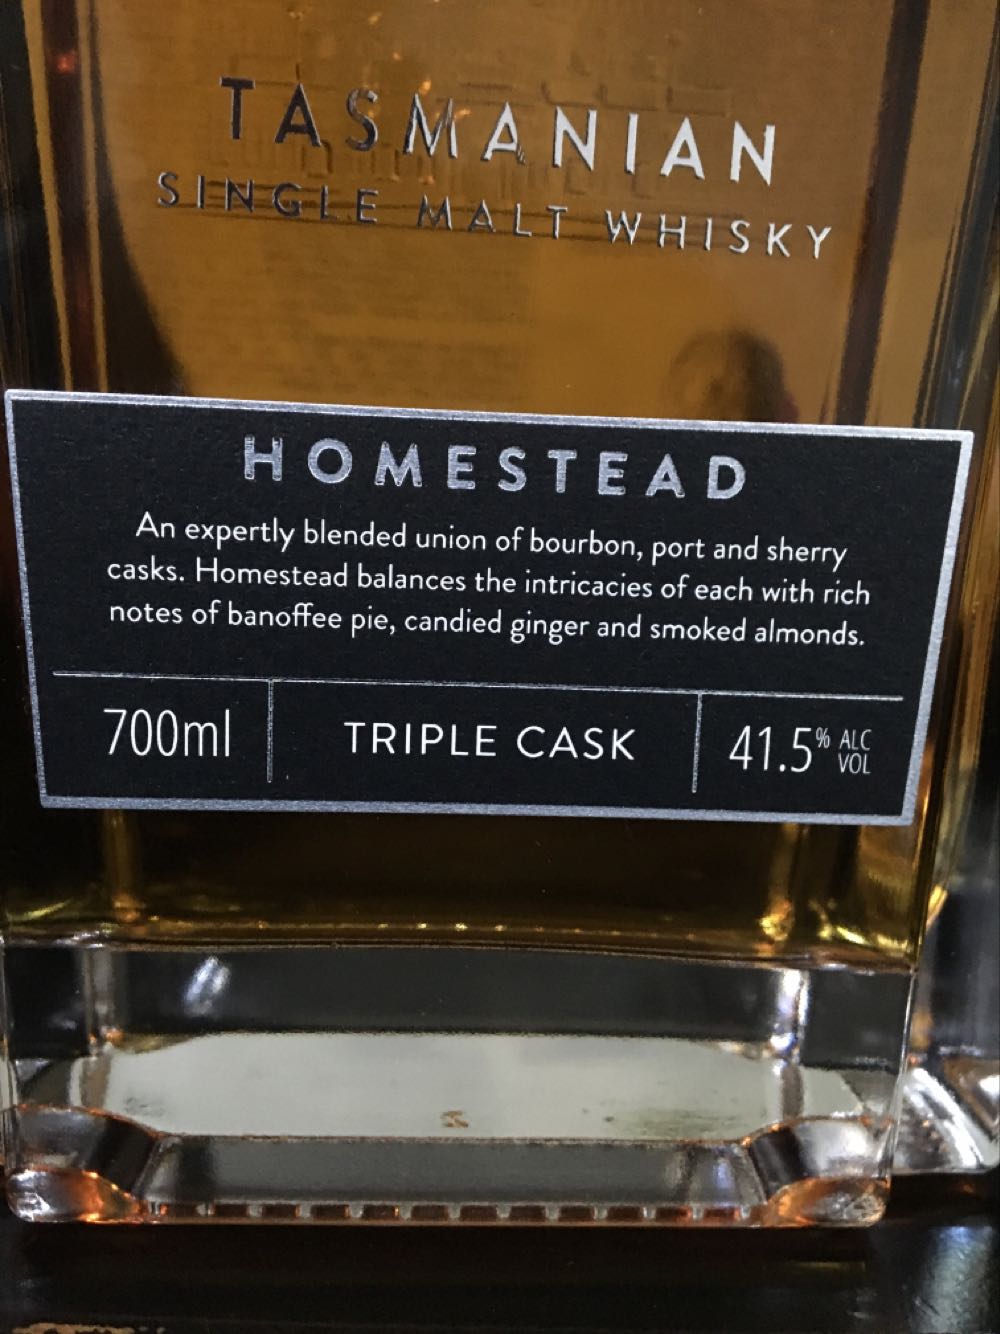 TASMANIAN
SINGLE MALT WHISKY
HOMESTEAD
An expertly blended union of bourbon, port and sherry
casks. Homestead balances the intricacies of each with rich
notes of banoffee pie, candied ginger and smoked almonds.
700ml TRIPLE CASK 41.5% ALC
VOL